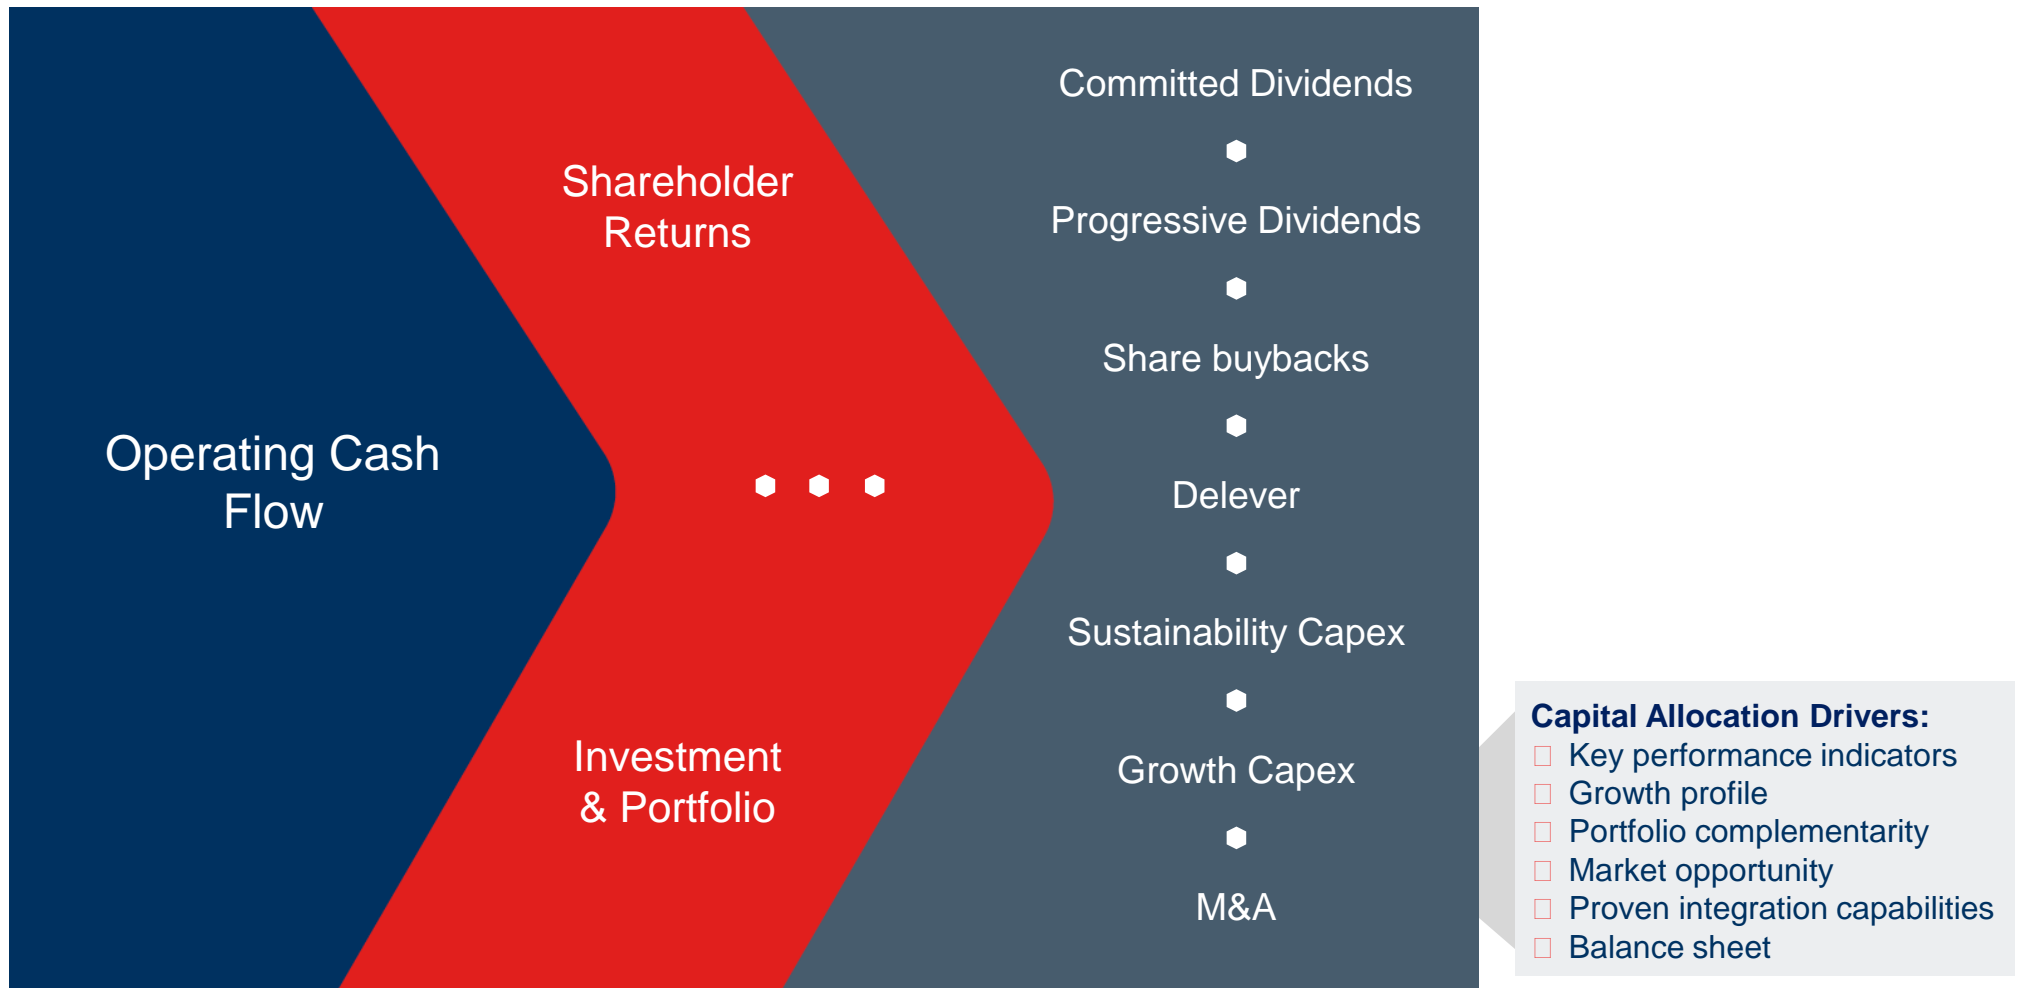 Operating Cash
Flow
Shareholder
Returns
Investment
& Portfolio
Committed Dividends
Progressive Dividends
Share buybacks
Delever
Sustainability Capex
Growth Capex
M&A
Capital Allocation Drivers:
Key performance indicators
Growth profile
Portfolio complementarity
Market opportunity
Proven integration capabilities
Balance sheet